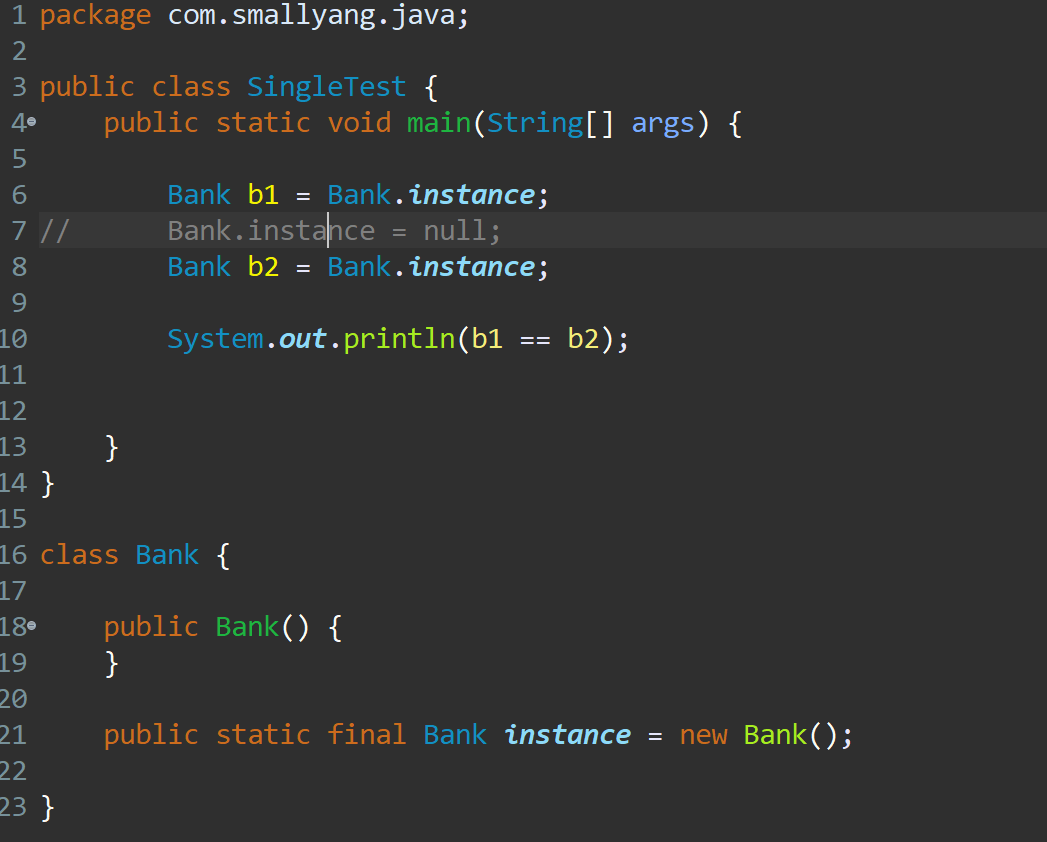 1 package com.smallyang.java;
2
3 public class SingleTest {
4     public static void main(String[] args) {
5
6         Bank b1 = Bank.instance;
7 //      Bank.instance = null;
8         Bank b2 = Bank.instance;
9
10         System.out.println(b1 == b2);
11
12
13     }
14 }
15
16 class Bank {
17
18     public Bank() {
19     }
20
21     public static final Bank instance = new Bank();
22
23 }